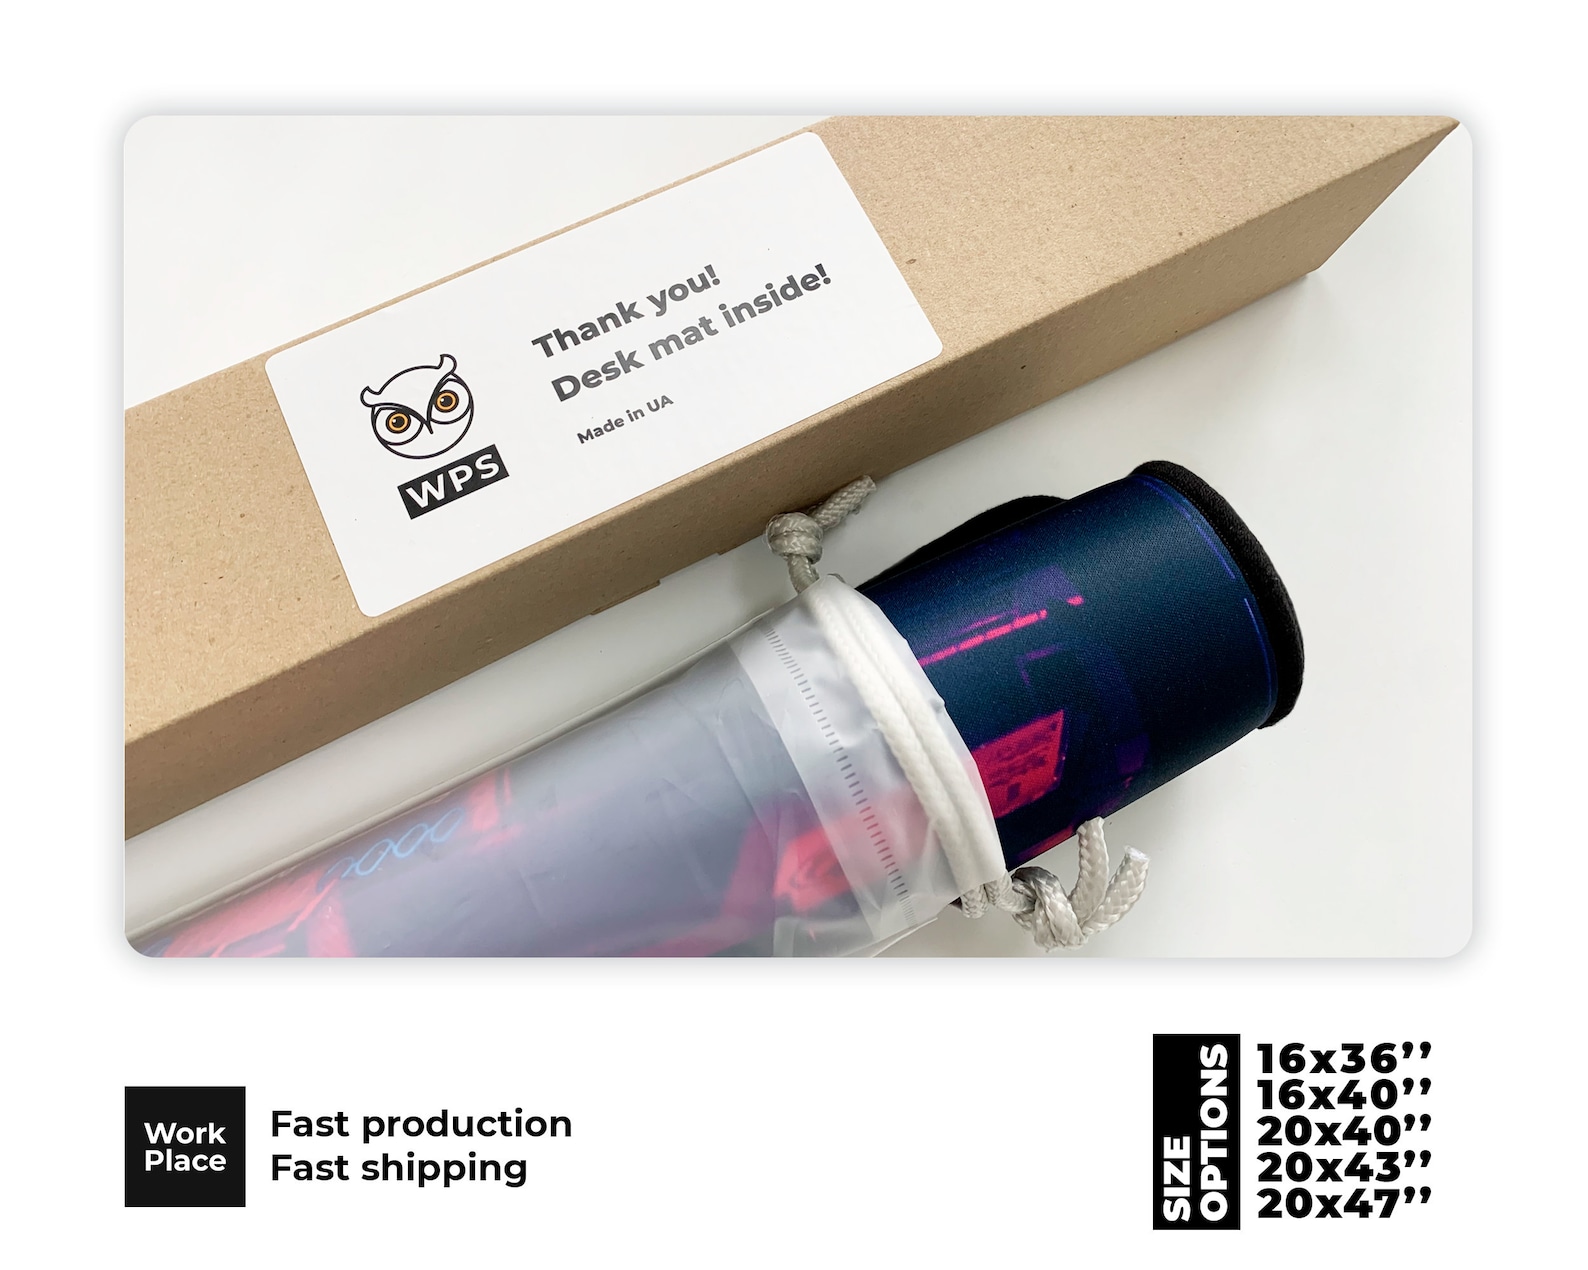 Thank you!
Desk mat inside!
Made in UA
WPS
Work
Place
Fast production
Fast shipping
SIZE
OPTIONS
16x36’’
16x40’’
20x40’’
20x43’’
20x47’’